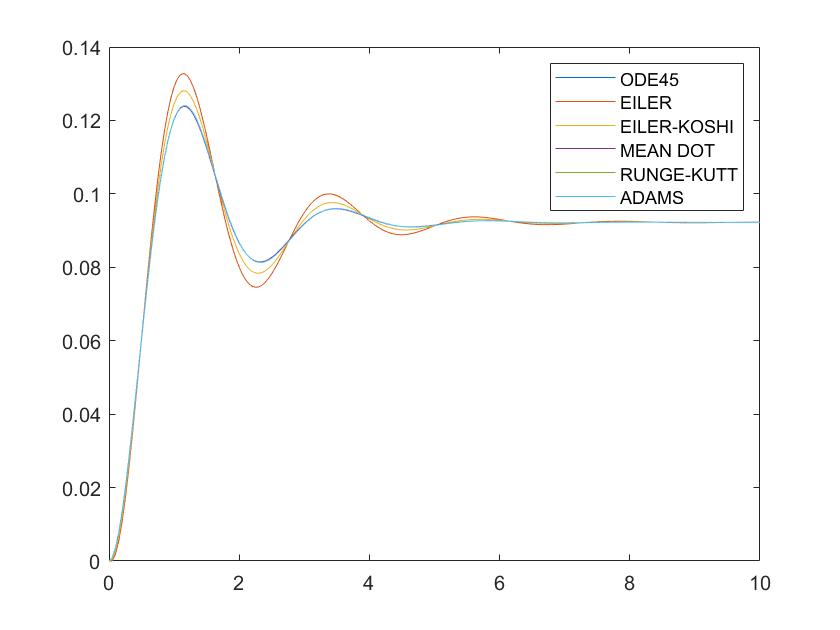 0.14
0.12
0.1
0.08
0.06
0.04
0.02
0
0 2 4 6 8 10
ODE45
EILER
EILER-KOSHI
MEAN DOT
RUNGE-KUTT
ADAMS